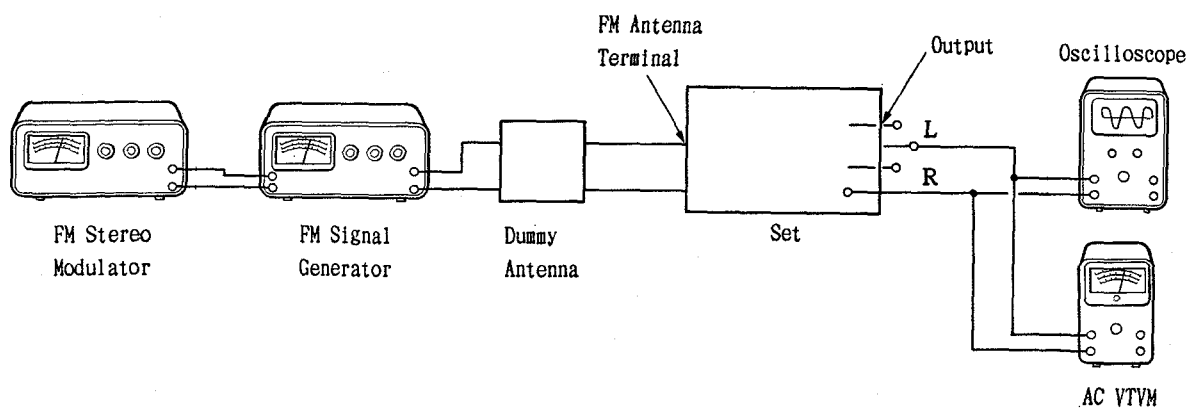 FM Antenna
Terminal
Output
Oscilloscope
L
R
FM Stereo
Modulator
FM Signal
Generator
Dummy
Antenna
Set
AC VTVM